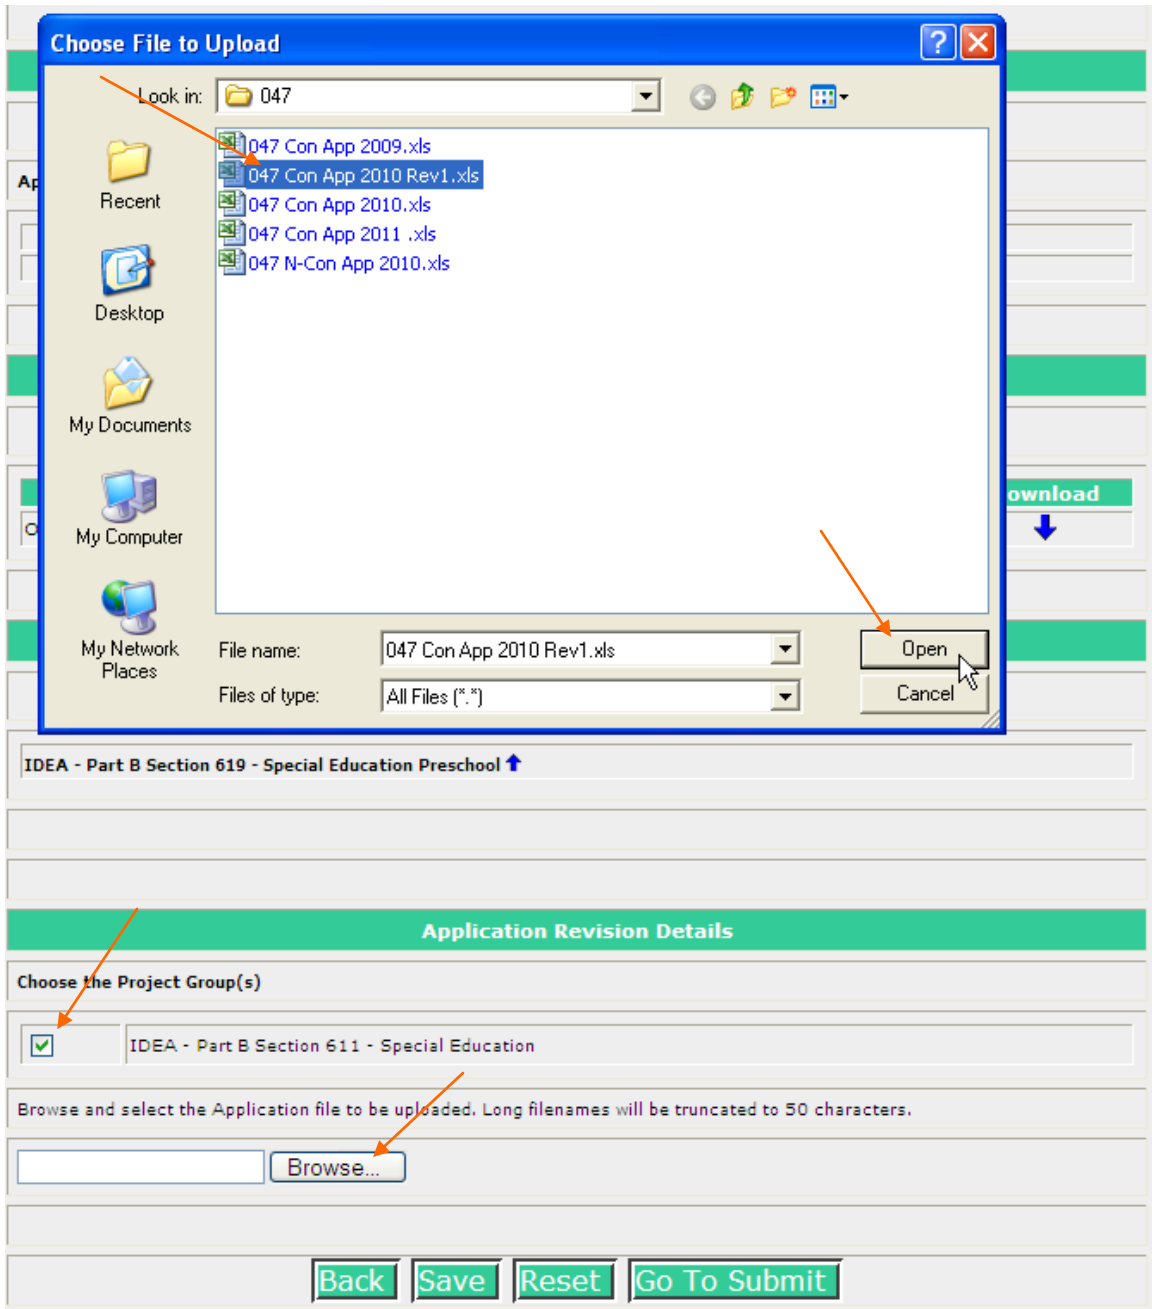 Choose File to Upload
Look in: 047
047 Con App 2009.xls
047 Con App 2010 Rev1.xls
047 Con App 2010.xls
047 Con App 2011 .xls
047 N-Con App 2010.xls
Recent
Desktop
My Documents
My Computer
My Network
Places
Ap
O
ownload
File name: 047 Con App 2010 Rev1.xls Open
Files of type: All Files (*.*) Cancel
IDEA - Part B Section 619 - Special Education Preschool
Application Revision Details
Choose the Project Group(s)
IDEA - Part B Section 611 - Special Education
Browse and select the Application file to be uploaded. Long filenames will be truncated to 50 characters.
Browse...
Back Save Reset Go To Submit